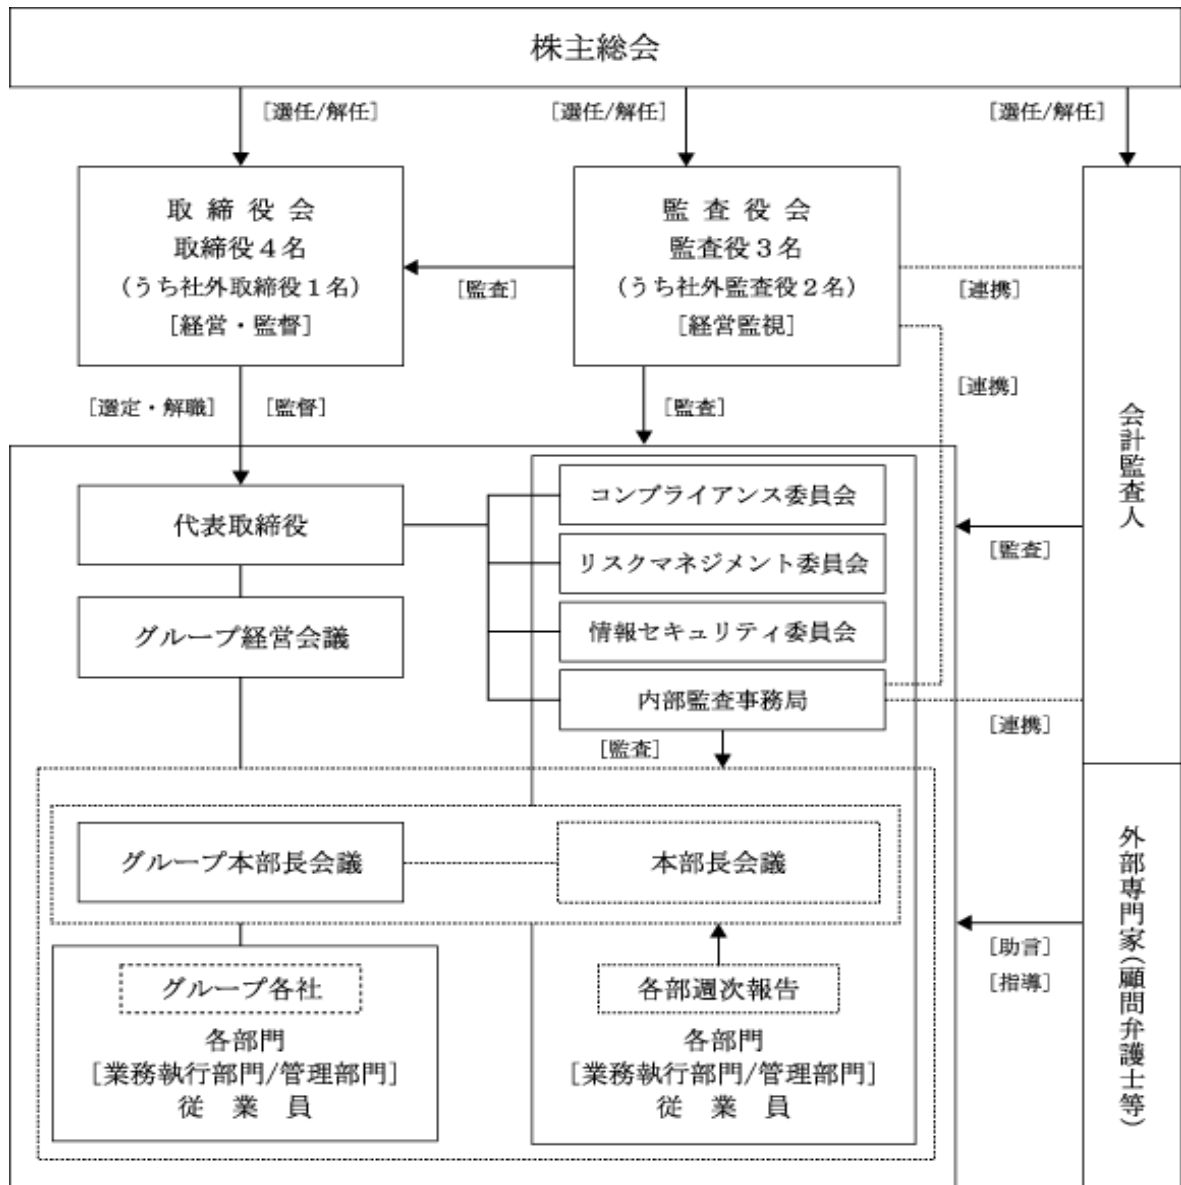 株主総会
[選任/解任]
[選任/解任]
[選任/解任]
取締役会
取締役４名
（うち社外取締役１名）
[経営・監督]
[監査]
監査役会
監査役３名
（うち社外監査役２名）
[経営監視]
[連携]
[連携]
[選定・解職]
[監督]
[監査]
会計監査人
代表取締役
グループ経営会議
コンプライアンス委員会
リスクマネジメント委員会
情報セキュリティ委員会
内部監査事務局
[監査]
[監査]
[連携]
グループ本部長会議
本部長会議
外部専門家（顧問弁護士等）
[助言]
[指導]
グループ各社
各部門
[業務執行部門/管理部門]
従業員
各部週次報告
各部門
[業務執行部門/管理部門]
従業員